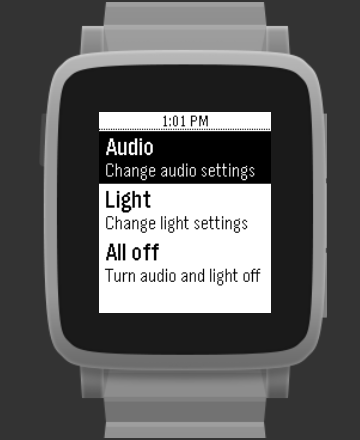 1:01 PM
Audio
Change audio settings
Light
Change light settings
All off
Turn audio and light off